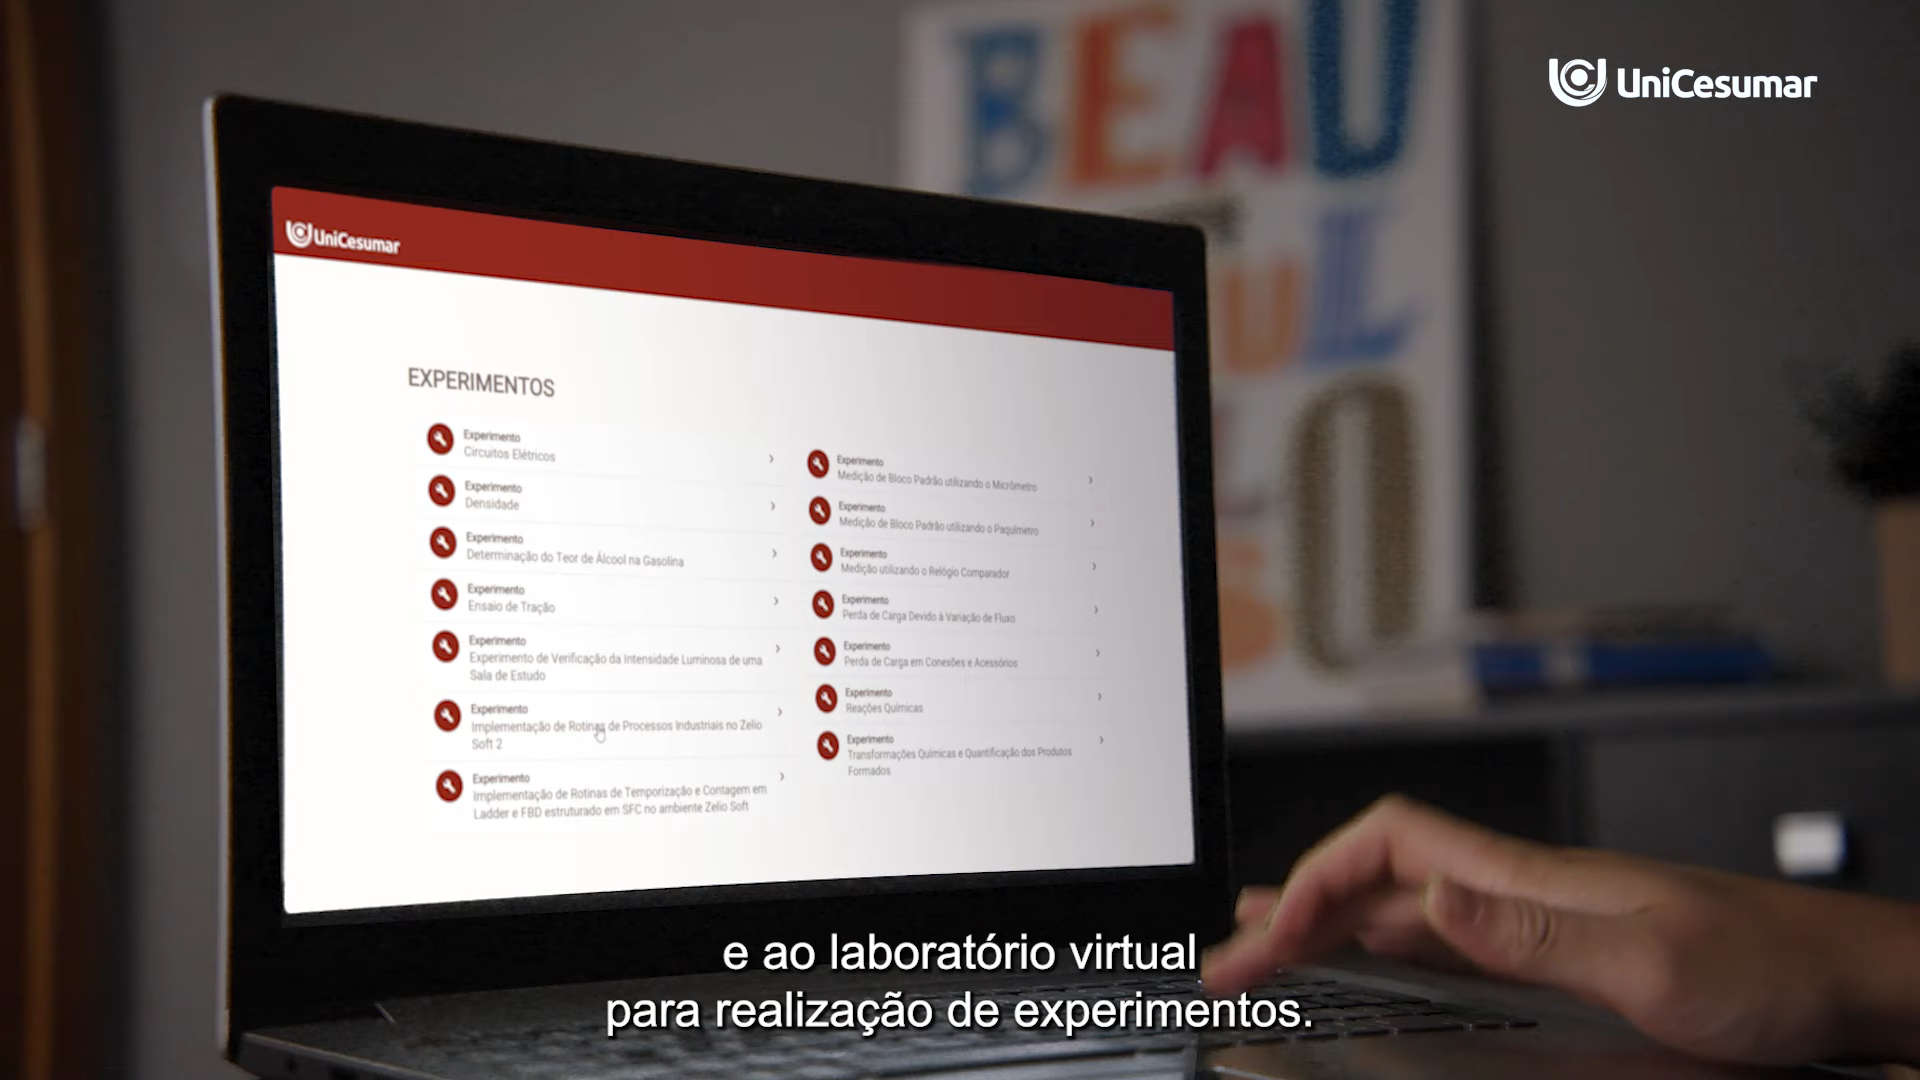 BEAU
UniCesumar
UniCesumar
EXPERIMENTOS
Experimento
Circuitos Elétricos
Experimento
Densidade
Experimento
Determinação do Teor de Álcool na Gasolina
Experimento
Ensaio de Tração
Experimento
Experimento de Verificação da Intensidade Luminosa de uma
Sala de Estudo
Experimento
Implementação de Rotinas de Processos Industriais no Zelio
Soft 2
Experimento
Implementação de Rotinas de Temporização e Contagem em
Ladder e FBD estruturado em SFC no ambiente Zelio Soft
Experimento
Medição de Bloco Padrão utilizando o Micrômetro
Experimento
Medição de Bloco Padrão utilizando o Paquímetro
Experimento
Medição utilizando o Relógio Comparador
Experimento
Perda de Carga Devido à Variação de Fluxo
Experimento
Perda de Carga em Conexões e Acessórios
Experimento
Reações Químicas
Experimento
Transformações Químicas e Quantificação dos Produtos
Formados
e ao laboratório virtual
para realização de experimentos.